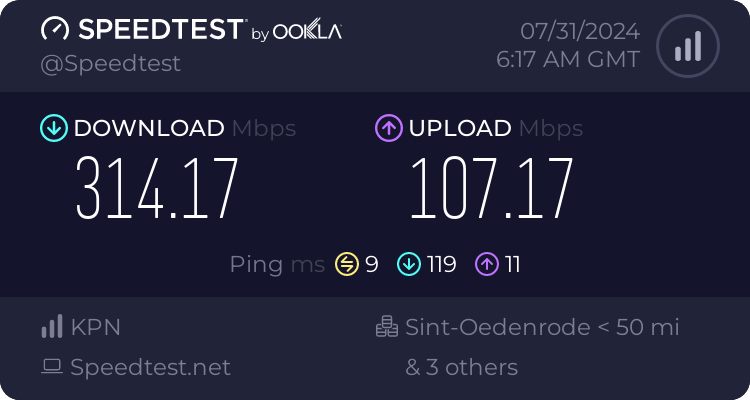 SPEEDTEST by OOKLA
@Speedtest
07/31/2024
6:17 AM GMT
DOWNLOAD Mbps
314.17
UPLOAD Mbps
107.17
Ping ms 9 119 11
KPN
Speedtest.net
Sint-Oedenrode < 50 mi
& 3 others